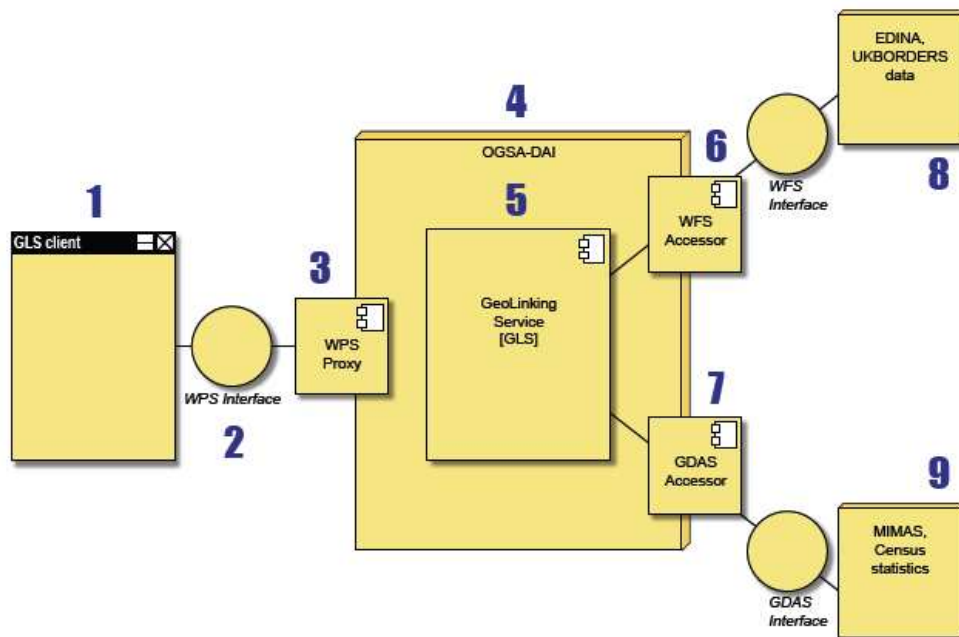 1
GLS client
2
WPS Interface
3
WPS
Proxy
4
OGSA-DAI
5
GeoLinking
Service
[GLS]
6
WFS
Accessor
WFS
Interface
7
GDAS
Accessor
GDAS
Interface
EDINA,
UKBORDERS
data
8
9
MIMAS,
Census
statistics